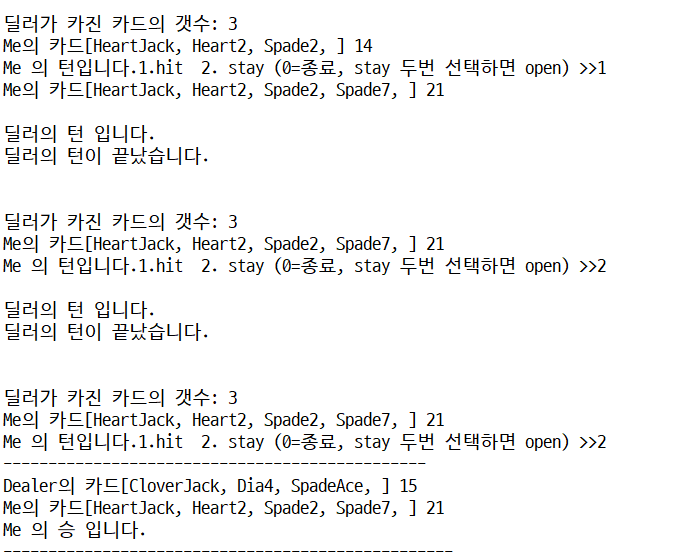 딜러가 카진 카드의 갯수: 3
Me의 카드[HeartJack, Heart2, Spade2, ] 14
Me 의 턴입니다.1.hit  2. stay (0=종료, stay 두번 선택하면 open) >>1
Me의 카드[HeartJack, Heart2, Spade2, Spade7, ] 21
딜러의 턴 입니다.
딜러의 턴이 끝났습니다.
딜러가 카진 카드의 갯수: 3
Me의 카드[HeartJack, Heart2, Spade2, Spade7, ] 21
Me 의 턴입니다.1.hit  2. stay (0=종료, stay 두번 선택하면 open) >>2
딜러의 턴 입니다.
딜러의 턴이 끝났습니다.
딜러가 카진 카드의 갯수: 3
Me의 카드[HeartJack, Heart2, Spade2, Spade7, ] 21
Me 의 턴입니다.1.hit  2. stay (0=종료, stay 두번 선택하면 open) >>2
-----------------------------------------------
Dealer의 카드[CloverJack, Dia4, SpadeAce, ] 15
Me의 카드[HeartJack, Heart2, Spade2, Spade7, ] 21
Me 의 승 입니다.
--------------------------------------------------